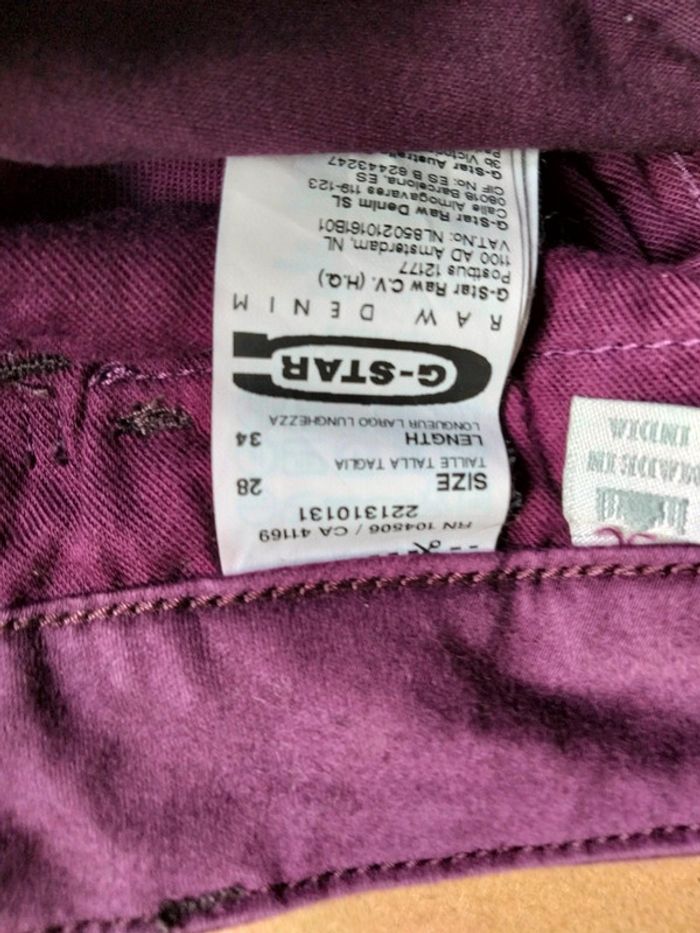 RN 104506 / CA 41169
221310131
SIZE 28
TAILLE TALLA TAGLIA
LENGTH 34
LONGUEUR LARGO LUNGHEZZA
G-STAR
RAW DENIM
G-Star Raw C.V. (H.Q.)
Postbus 12177
1100 AD Amsterdam, NL
VAT.No: NL850210161B01
G-Star Raw Denim SL
Calle Almogavares 119-123
08018 Barcelona, ES
CIF No: ES B 62443247
G-Star Australi
3b Victori
MADE IN
INDIA